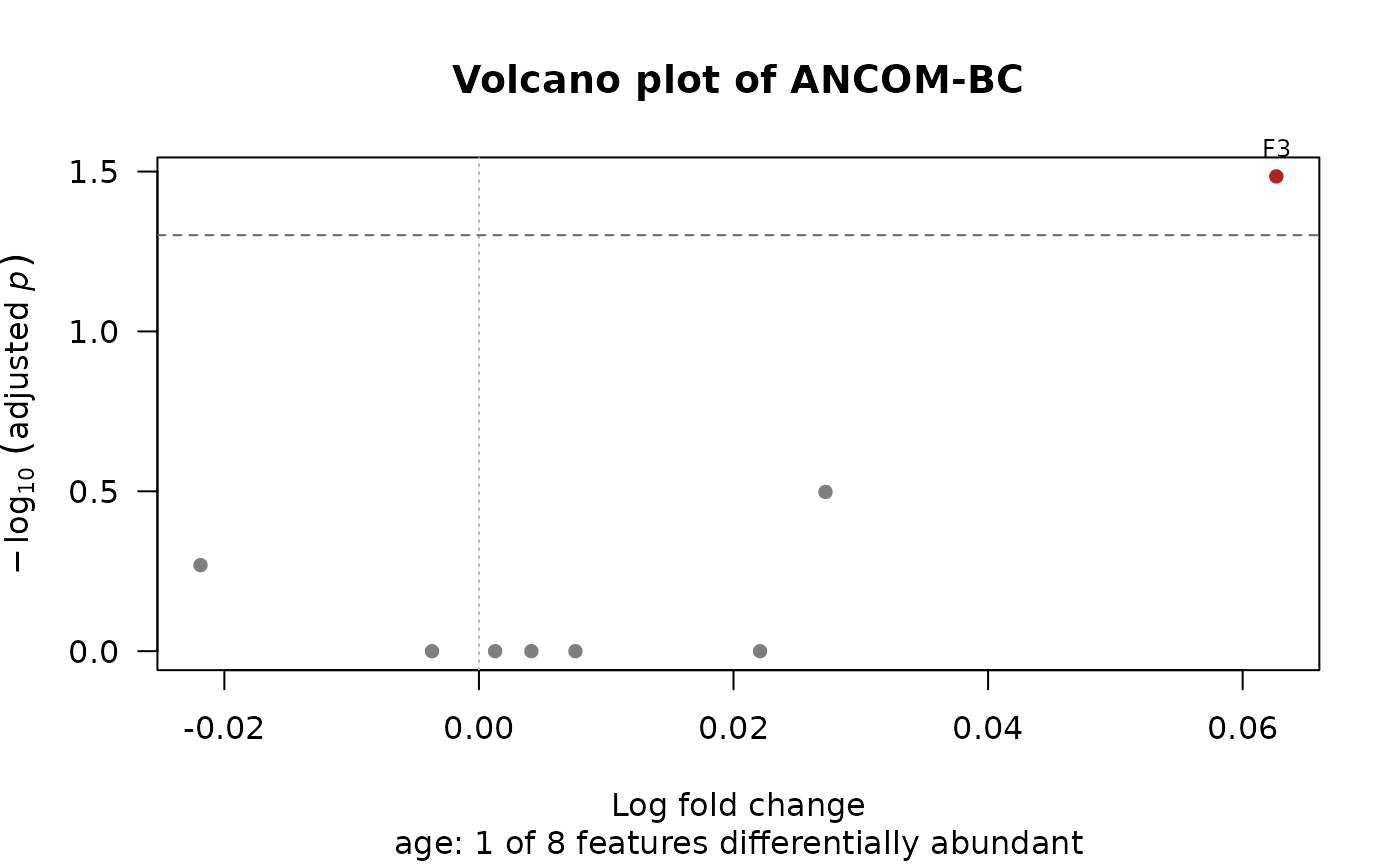 Volcano plot of ANCOM-BC
F3
1.5
1.0
0.5
0.0
−log10 (adjusted p)
-0.02 0.00 0.02 0.04 0.06
Log fold change
age: 1 of 8 features differentially abundant